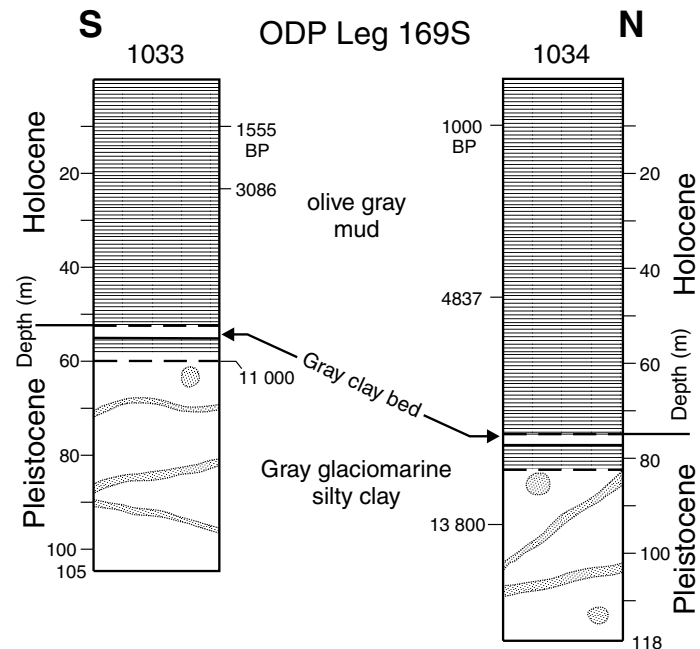 S
ODP Leg 169S
N
1033
1034
Holocene
Depth (m)
Pleistocene
20
40
60
80
100
105
1555
BP
3086
11 000
olive gray
mud
Gray clay bed
Gray glaciomarine
silty clay
1000
BP
4837
13 800
20
40
60
80
100
118
Holocene
Depth (m)
Pleistocene